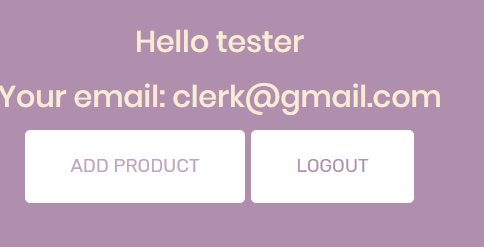 Hello tester
Your email: clerk@gmail.com
ADD PRODUCT LOGOUT